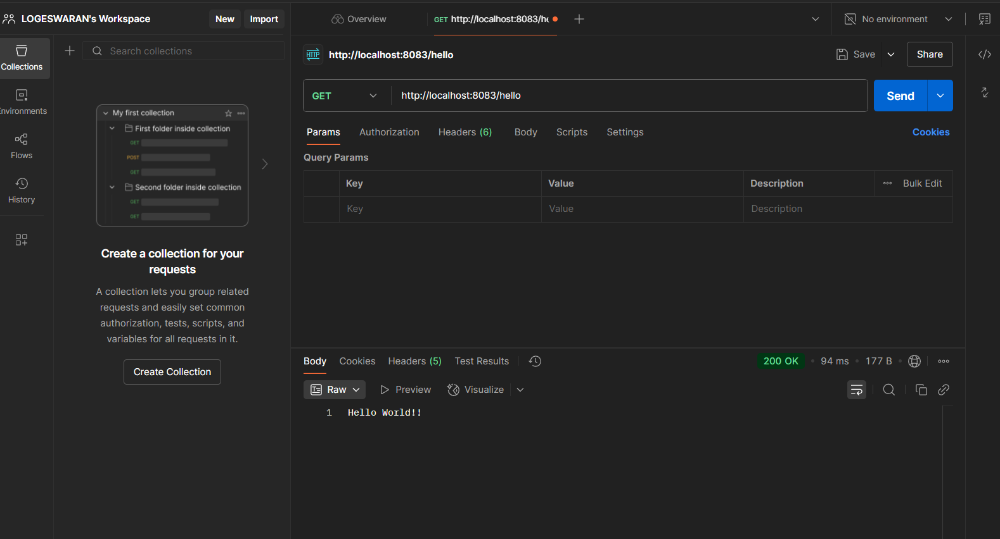 LOGESWARAN's Workspace
New
Import
Overview
GET http://localhost:8083/he
No environment
Collections
Environments
Flows
History
Search collections
My first collection
First folder inside collection
GET
POST
GET
Second folder inside collection
GET
GET
Create a collection for your
requests
A collection lets you group related
requests and easily set common
authorization, tests, scripts, and
variables for all requests in it.
Create Collection
HTTP http://localhost:8083/hello
Save
Share
GET http://localhost:8083/hello
Send
Params Authorization Headers (6) Body Scripts Settings Cookies
Query Params
Key Value Description Bulk Edit
Key Value Description
Body Cookies Headers (5) Test Results 200 OK • 94 ms • 177 B •
Raw Preview Visualize
1 Hello World!!